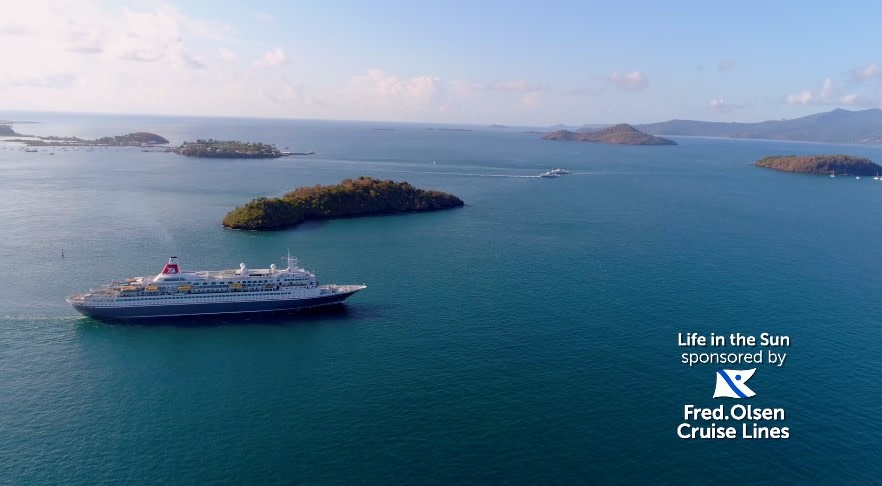 Life in the Sun
sponsored by
Fred.Olsen
Cruise Lines